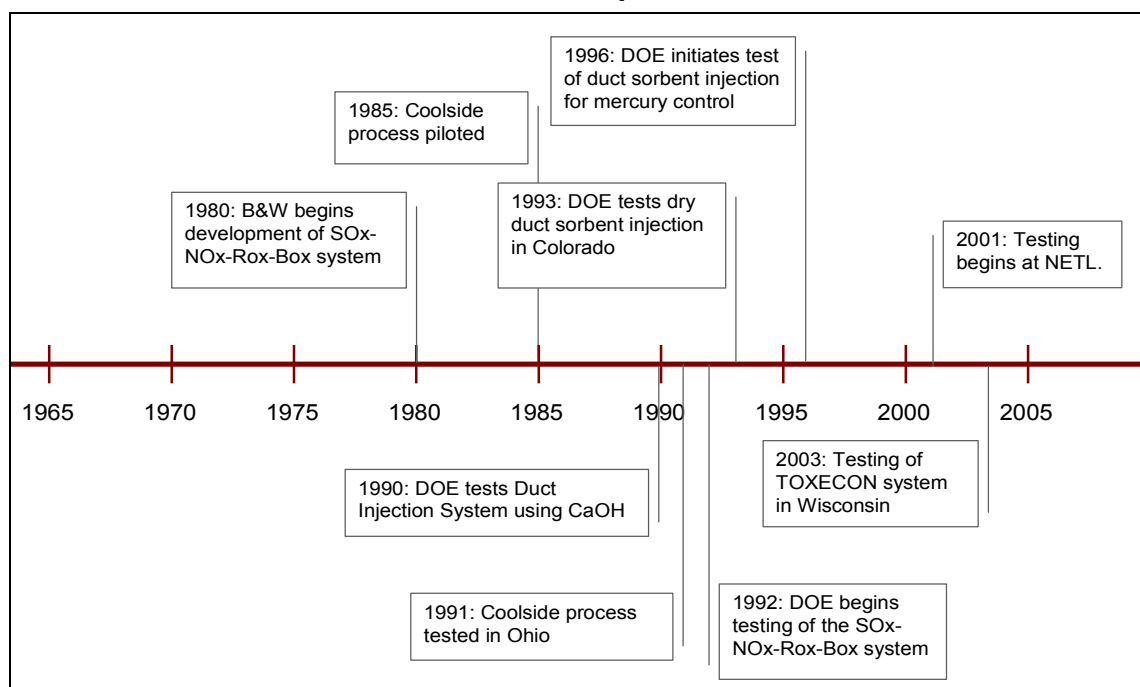 1996: DOE initiates test
of duct sorbent injection
for mercury control
1985: Coolside
process piloted
1980: B&W begins
development of SOx-
NOx-Rox-Box system
1993: DOE tests dry
duct sorbent injection
in Colorado
2001: Testing
begins at NETL.
1965 1970 1975 1980 1985 1990 1995 2000 2005
1990: DOE tests Duct
Injection System using CaOH
2003: Testing of
TOXECON system
in Wisconsin
1991: Coolside process
tested in Ohio
1992: DOE begins
testing of the SOx-
NOx-Rox-Box system